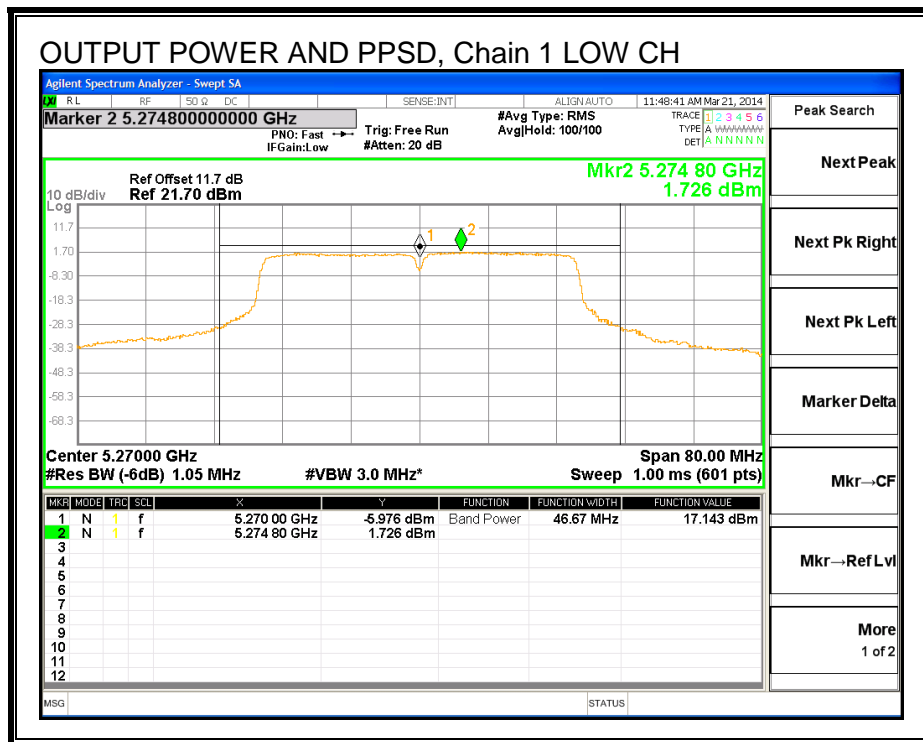 OUTPUT POWER AND PPSD, Chain 1 LOW CH
Agilent Spectrum Analyzer - Swept SA
LXI RL RF 50 Ω DC SENSE:INT ALIGN AUTO 11:48:41 AM Mar 21, 2014
Marker 2 5.274800000000 GHz
PNO: Fast
IFGain:Low
Trig: Free Run
#Atten: 20 dB
#Avg Type: RMS
Avg|Hold: 100/100
TRACE 1 2 3 4 5 6
TYPE A WWWWW
DET A N N N N N
Peak Search
Next Peak
Next Pk Right
Next Pk Left
Marker Delta
Mkr→CF
Mkr→Ref Lvl
More
1 of 2
Mkr2 5.274 80 GHz
1.726 dBm
Ref Offset 11.7 dB
10 dB/div Ref 21.70 dBm
Log
11.7
1.70
-8.30
-18.3
-28.3
-38.3
-48.3
-58.3
-68.3
1
2
Center 5.27000 GHz Span 80.00 MHz
#Res BW (-6dB) 1.05 MHz #VBW 3.0 MHz* Sweep 1.00 ms (601 pts)
MKR MODE TRC SCL X Y FUNCTION FUNCTION WIDTH FUNCTION VALUE
1 N 1 f 5.270 00 GHz -5.976 dBm Band Power 46.67 MHz 17.143 dBm
2 N 1 f 5.274 80 GHz 1.726 dBm
3
4
5
6
7
8
9
10
11
12
MSG STATUS